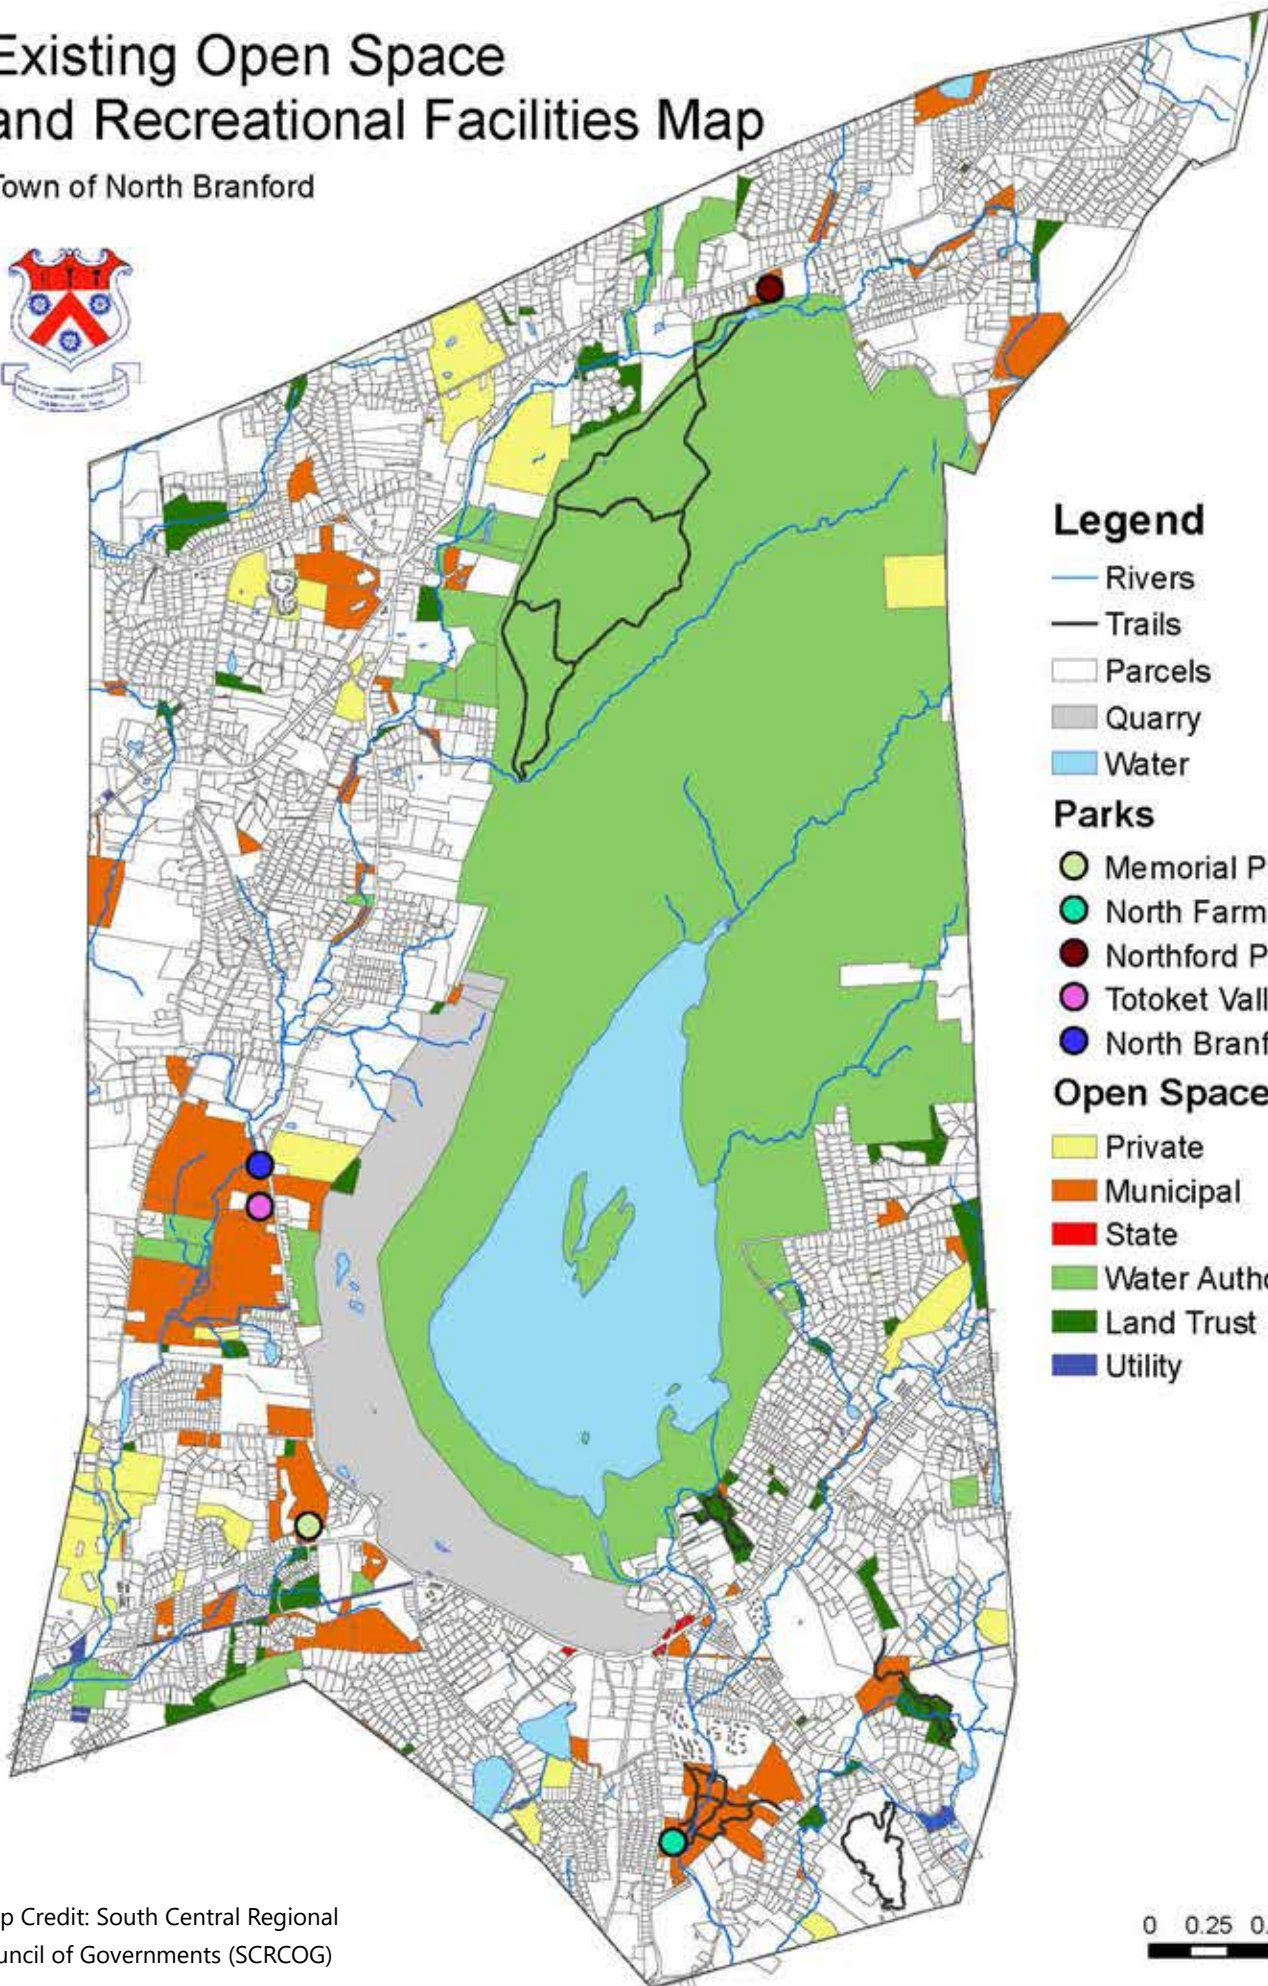 Existing Open Space
and Recreational Facilities Map
Town of North Branford
Legend
Rivers
Trails
Parcels
Quarry
Water
Parks
Memorial P
North Farm
Northford P
Totoket Vall
North Branf
Open Space
Private
Municipal
State
Water Autho
Land Trust
Utility
p Credit: South Central Regional
uncil of Governments (SCRCOG)
0 0.25 0.